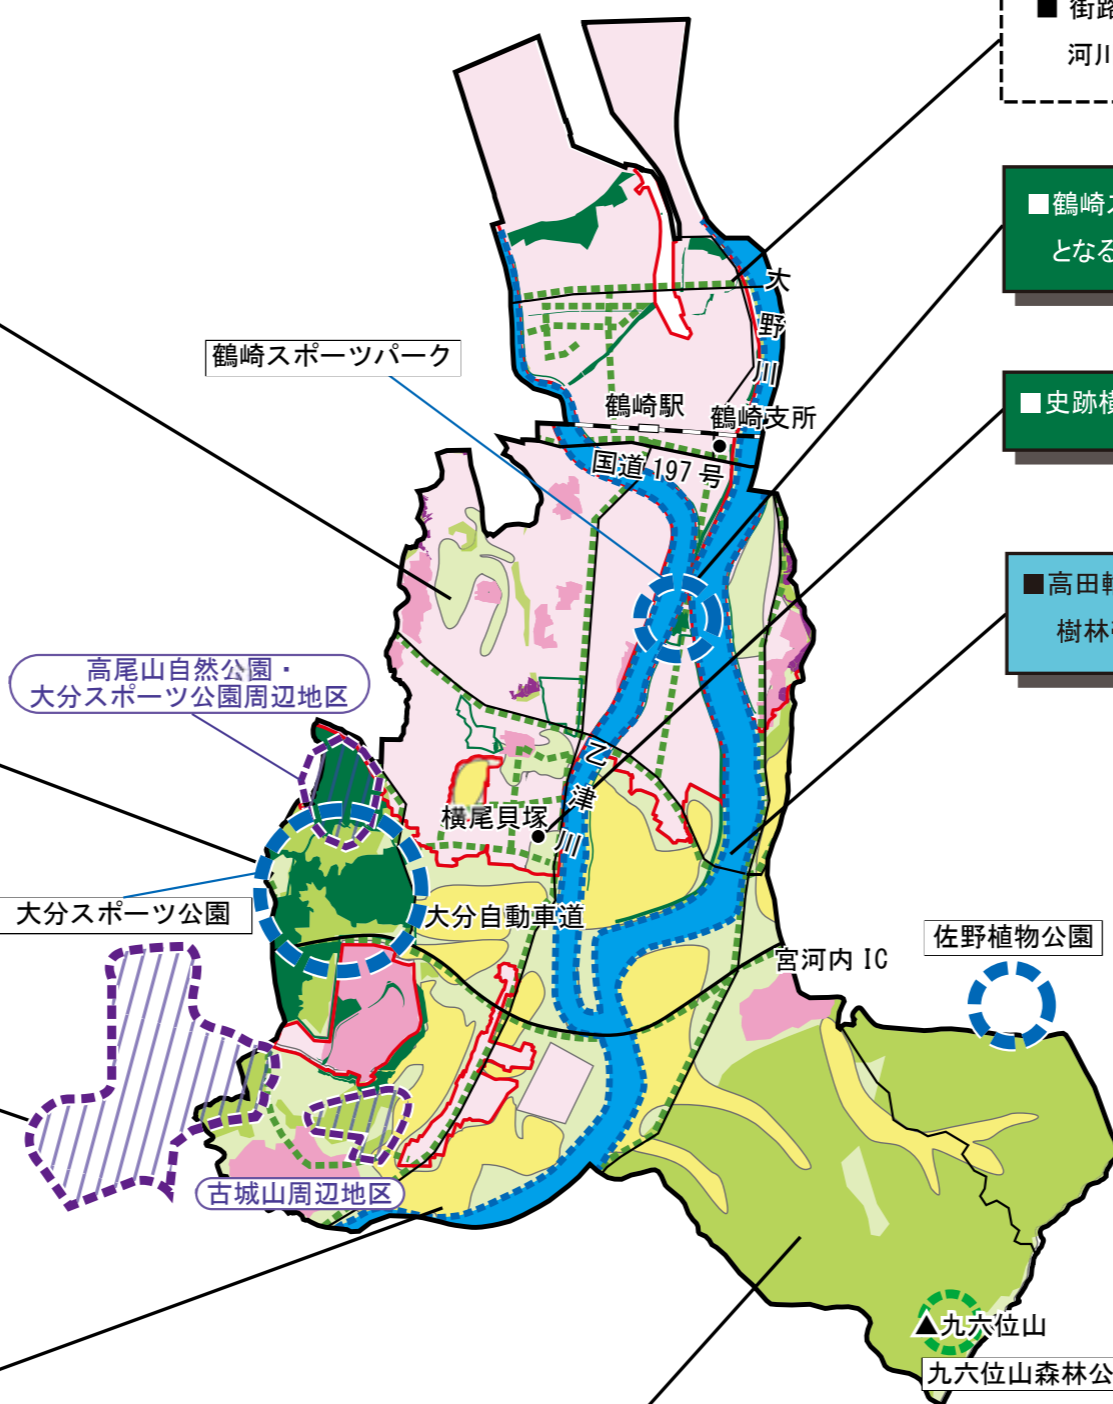 ■ 街路
河川
■鶴崎ス
となる
■史跡横
■高田輪
樹林
大野川
鶴崎スポーツパーク
鶴崎駅
鶴崎支所
国道 197 号
高尾山自然公園・
大分スポーツ公園周辺地区
乙津川
横尾貝塚
大分スポーツ公園
大分自動車道
宮河内 IC
佐野植物公園
古城山周辺地区
▲九六位山
九六位山森林公